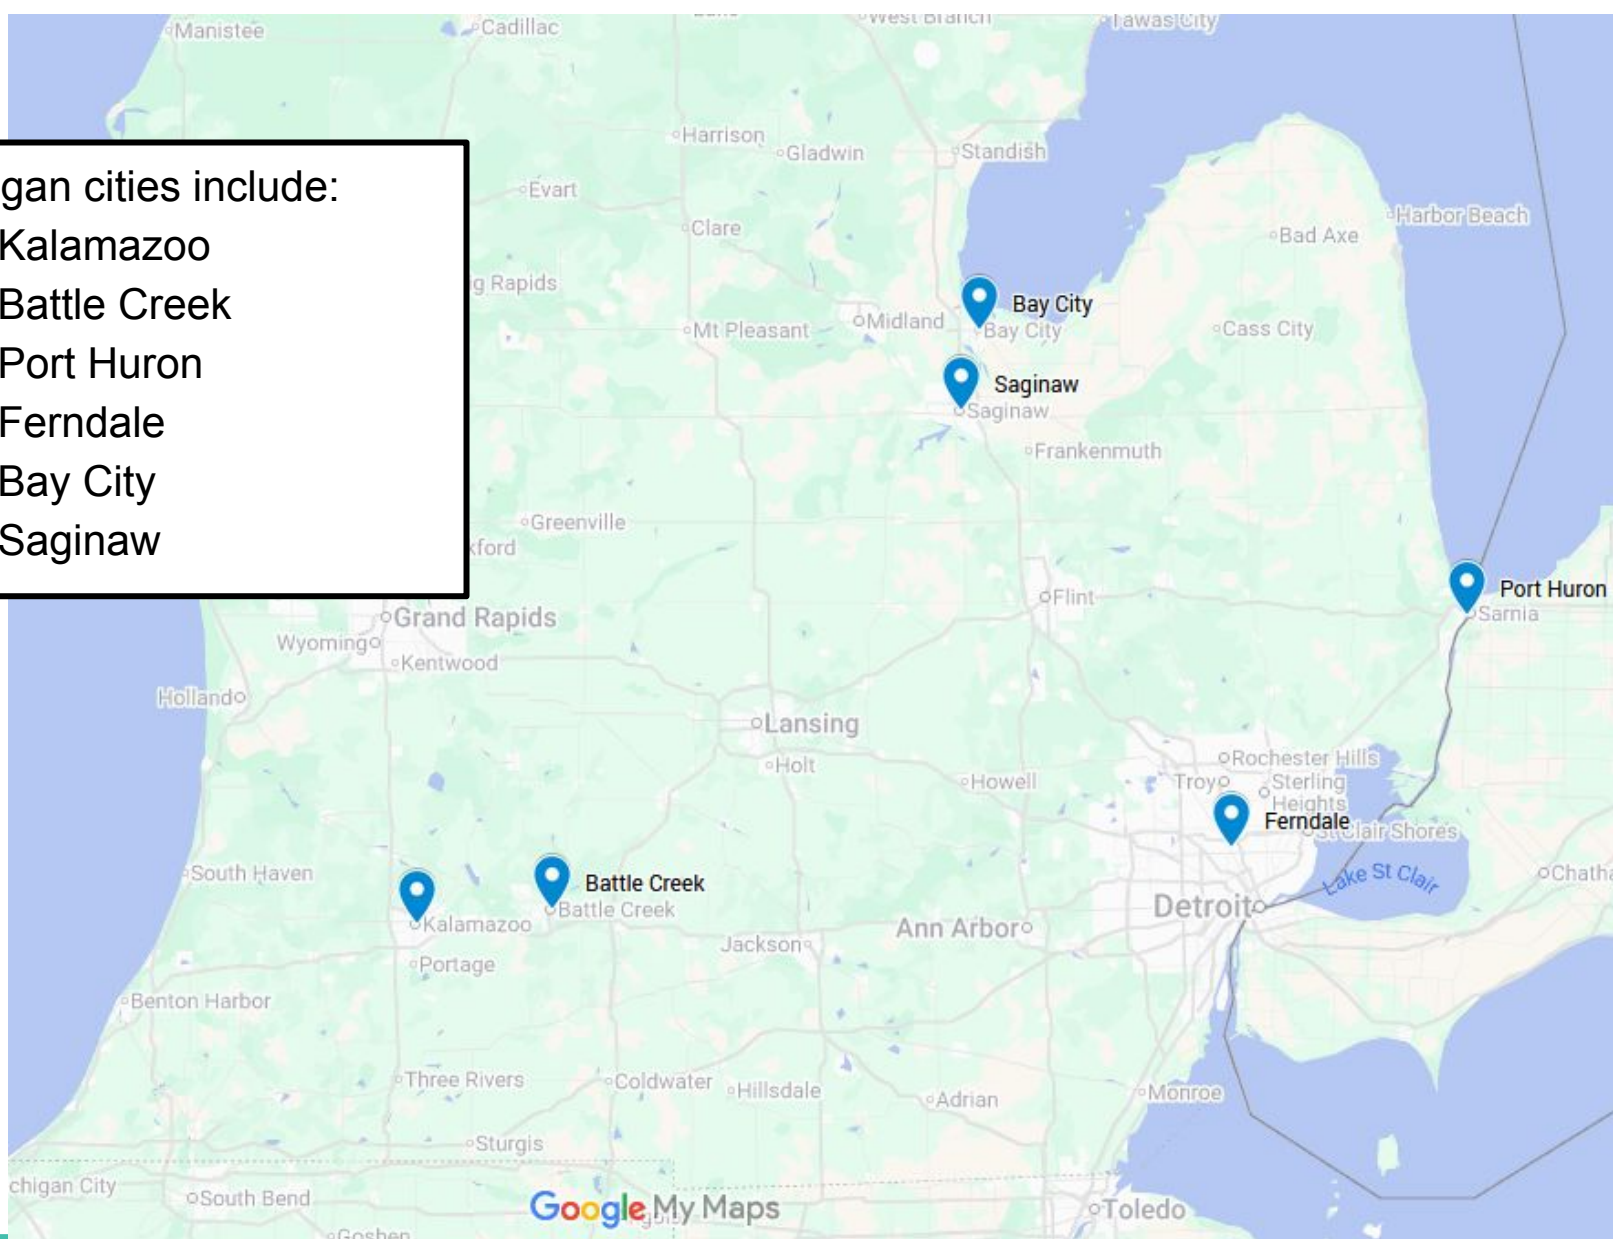 Manistee
Cadillac
West Branch
Tawas City
gan cities include:
Kalamazoo
Battle Creek
Port Huron
Ferndale
Bay City
Saginaw
Harrison
Gladwin
Standish
Evart
Clare
Harbor Beach
Bad Axe
g Rapids
Bay City
Mt Pleasant
Midland
Bay City
Cass City
Saginaw
Saginaw
Frankenmuth
Greenville
kford
Flint
Port Huron
Sarnia
Grand Rapids
Wyoming
Kentwood
Holland
Lansing
Holt
Howell
Rochester Hills
Troy
Sterling
Heights
Ferndale
St Clair Shores
South Haven
Battle Creek
Battle Creek
Lake St Clair
Chatha
Kalamazoo
Detroit
Ann Arbor
Jackson
Portage
Benton Harbor
Three Rivers
Coldwater
Hillsdale
Adrian
Monroe
Sturgis
chigan City
South Bend
Google My Maps
Toledo
Goshen